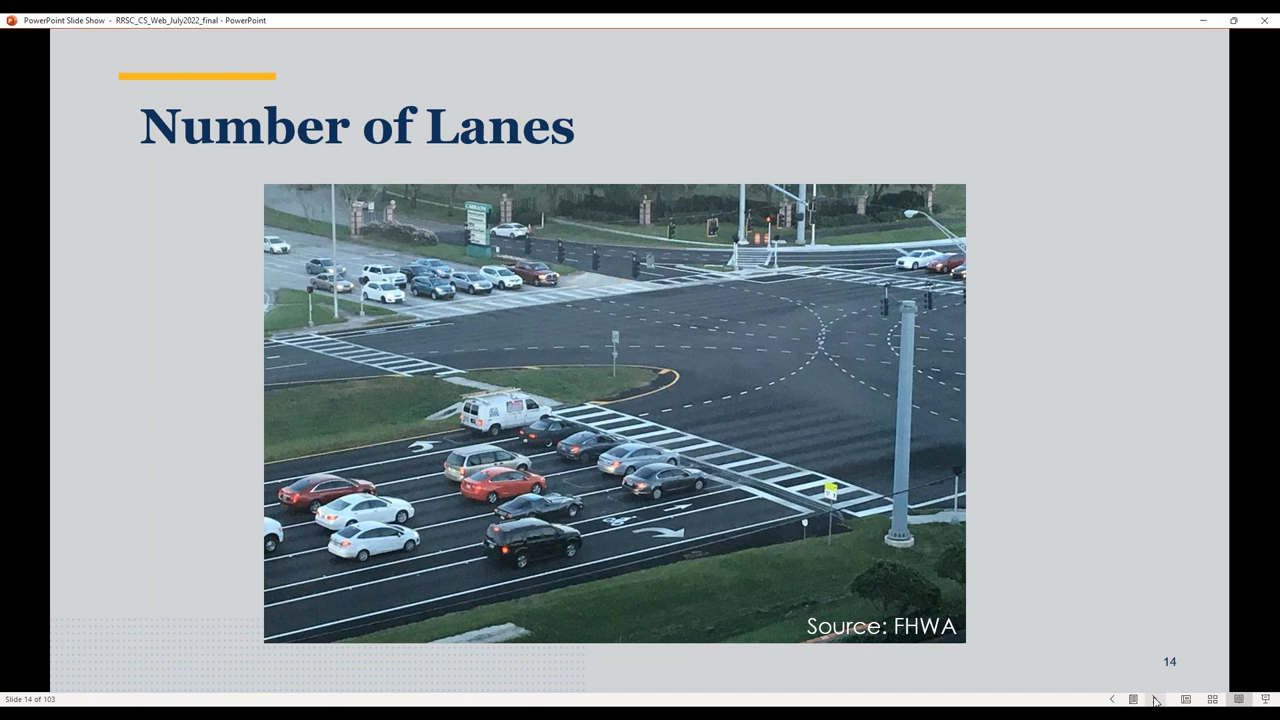 PowerPoint Slide Show - RRSC_CS_Web_July2022_final - PowerPoint
Number of Lanes
Source: FHWA
14
Slide 14 of 103